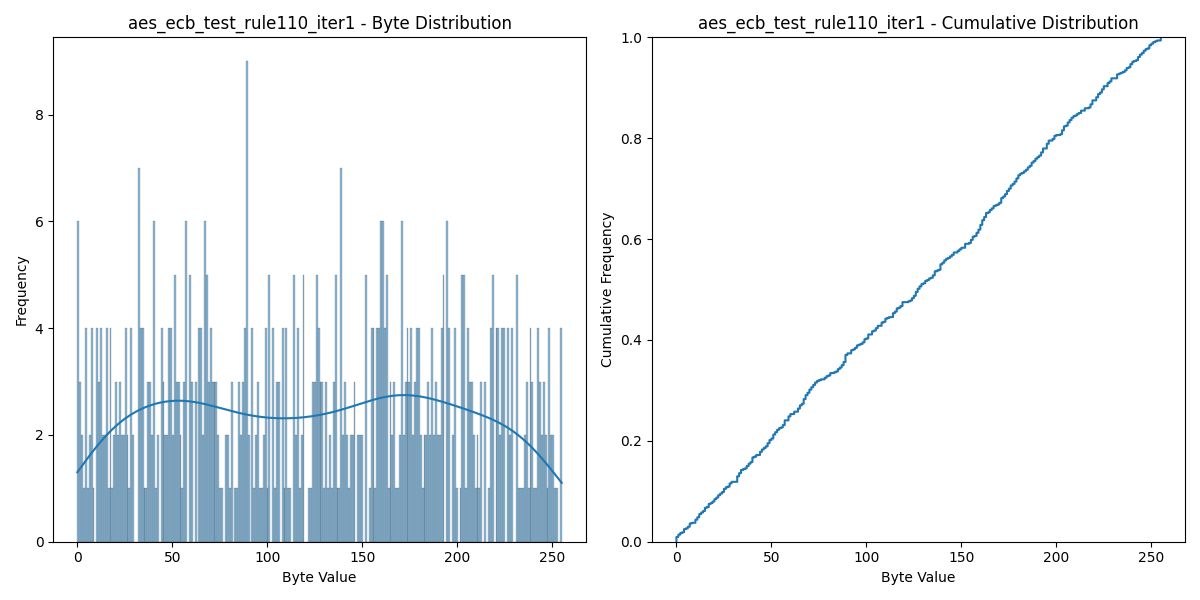 aes_ecb_test_rule110_iter1 - Byte Distribution
Frequency
8
6
4
2
0
0 50 100 150 200 250
Byte Value
aes_ecb_test_rule110_iter1 - Cumulative Distribution
Cumulative Frequency
1.0
0.8
0.6
0.4
0.2
0.0
0 50 100 150 200 250
Byte Value